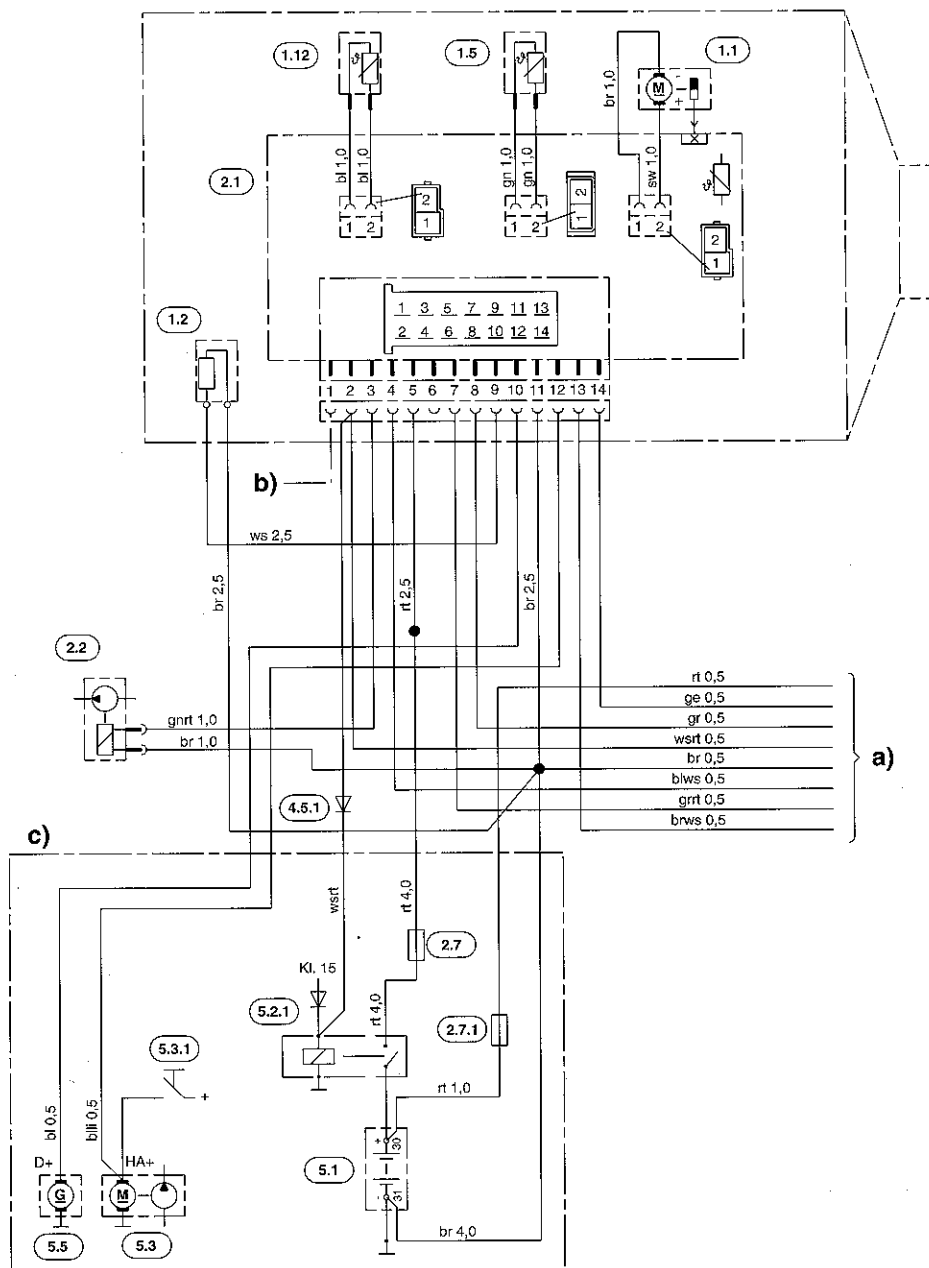 1.12
1.5
1.1
br 1,0
M
- +
2.1
bl 1,0
bl 1,0
gn 1,0
gn 1,0
sw 1,0
1 2
2
1
1 2
2
1
1 2
2
1
1.2
1 3 5 7 9 11 13
2 4 6 8 10 12 14
1 2 3 4 5 6 7 8 9 10 11 12 13 14
b)
ws 2,5
br 2,5
rt 2,5
br 2,5
2.2
gnrt 1,0
br 1,0
rt 0,5
ge 0,5
gr 0,5
wsrt 0,5
br 0,5
blws 0,5
grrt 0,5
brws 0,5
a)
4.5.1
c)
wsrt
rt 4,0
2.7
Kl. 15
5.2.1
rt 4,0
2.7.1
5.3.1
+
rt 1,0
bl 0,5
blli 0,5
D+
HA+
+
30
5.1
-
31
G
M
5.5
5.3
br 4,0